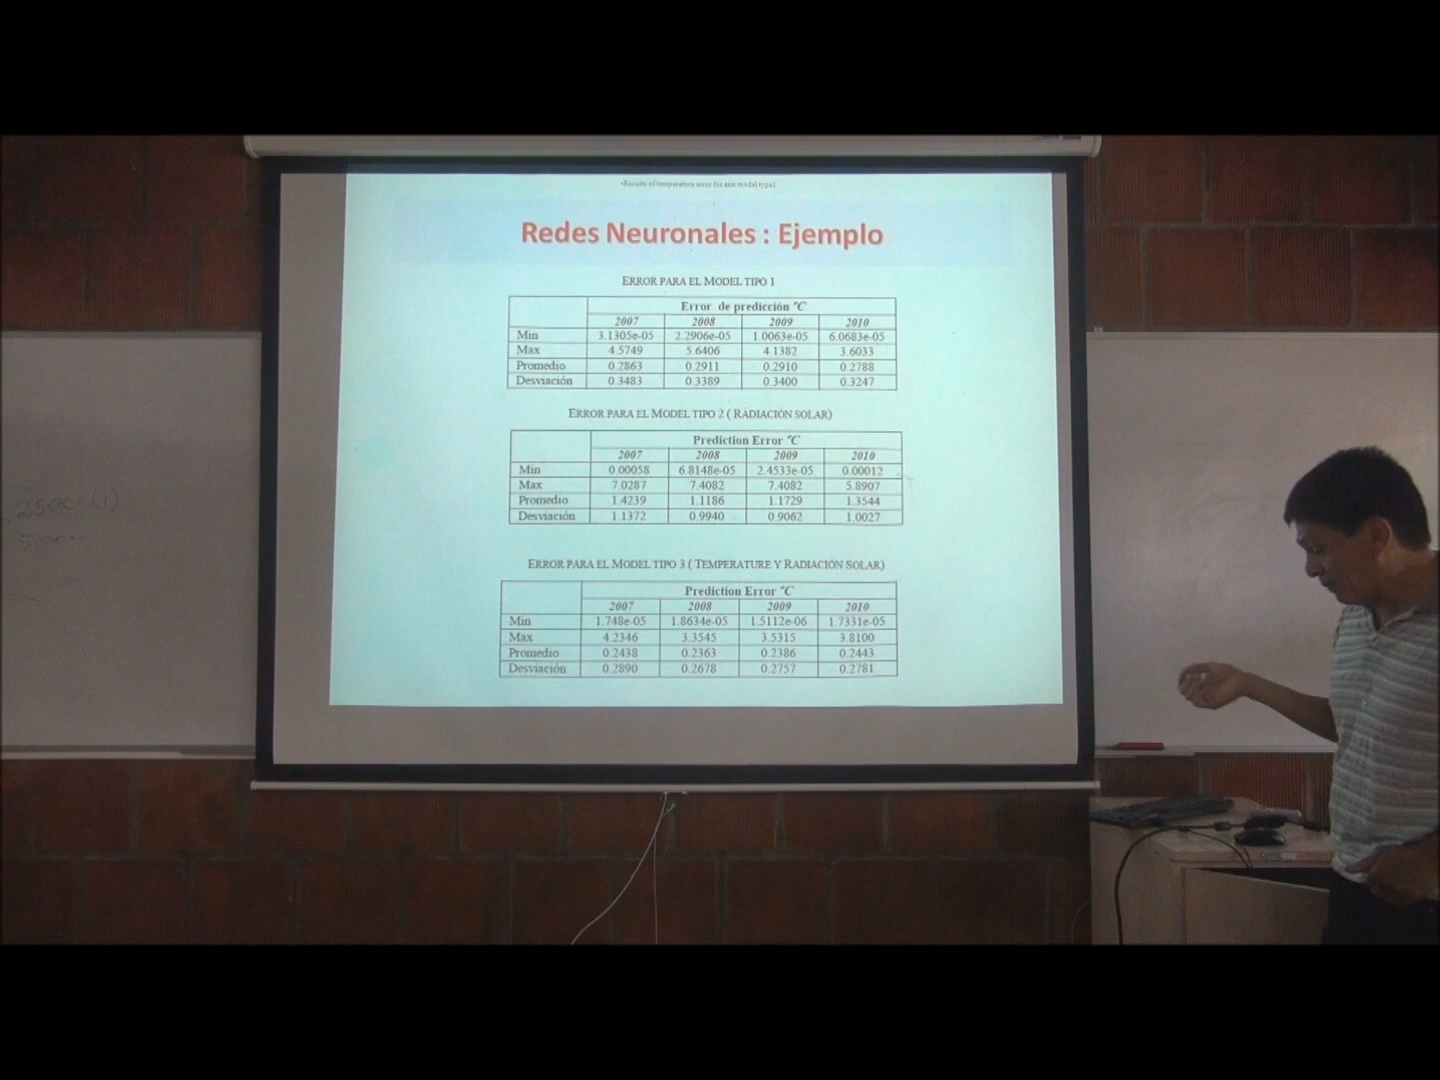 •Results of temperature error for ann model type1
Redes Neuronales : Ejemplo
ERROR PARA EL MODEL TIPO 1
Error de predicción °C
2007 2008 2009 2010
Min 3.1305e-05 2.2906e-05 1.0063e-05 6.0683e-05
Max 4.5749 5.6406 4.1382 3.6033
Promedio 0.2863 0.2911 0.2910 0.2788
Desviación 0.3483 0.3389 0.3400 0.3247
ERROR PARA EL MODEL TIPO 2 ( RADIACIÓN SOLAR)
Prediction Error °C
2007 2008 2009 2010
Min 0.00058 6.8148e-05 2.4533e-05 0.00012
Max 7.0287 7.4082 7.4082 5.8907
Promedio 1.4239 1.1186 1.1729 1.3544
Desviación 1.1372 0.9940 0.9062 1.0027
ERROR PARA EL MODEL TIPO 3 ( TEMPERATURE Y RADIACIÓN SOLAR)
Prediction Error °C
2007 2008 2009 2010
Min 1.748e-05 1.8634e-05 1.5112e-06 1.7331e-05
Max 4.2346 3.3545 3.5315 3.8100
Promedio 0.2438 0.2363 0.2386 0.2443
Desviación 0.2890 0.2678 0.2757 0.2781